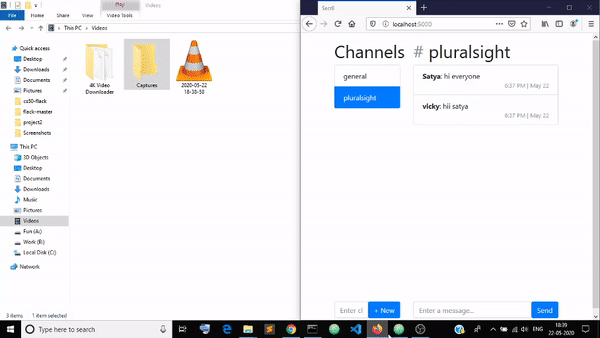 Play
Videos
File
Home
Share
View
Video Tools
This PC
Videos
Quick access
Desktop
Downloads
Documents
Pictures
cs50-flack
flack-master
project2
Screenshots
This PC
3D Objects
Desktop
Documents
Downloads
Music
Pictures
Videos
Fun (A:)
Work (B:)
Local Disk (C:)
Network
4K Video
Downloader
Captures
2020-05-22
18-38-50
3 items
1 item selected
localhost:5000
Channels
# pluralsight
general
pluralsight
Satya: hi everyone
6:37 PM | May 22
vicky: hii satya
6:37 PM | May 22
Enter cl
+ New
Enter a message...
Send
Type here to search
ENG
18:39
22-05-2020